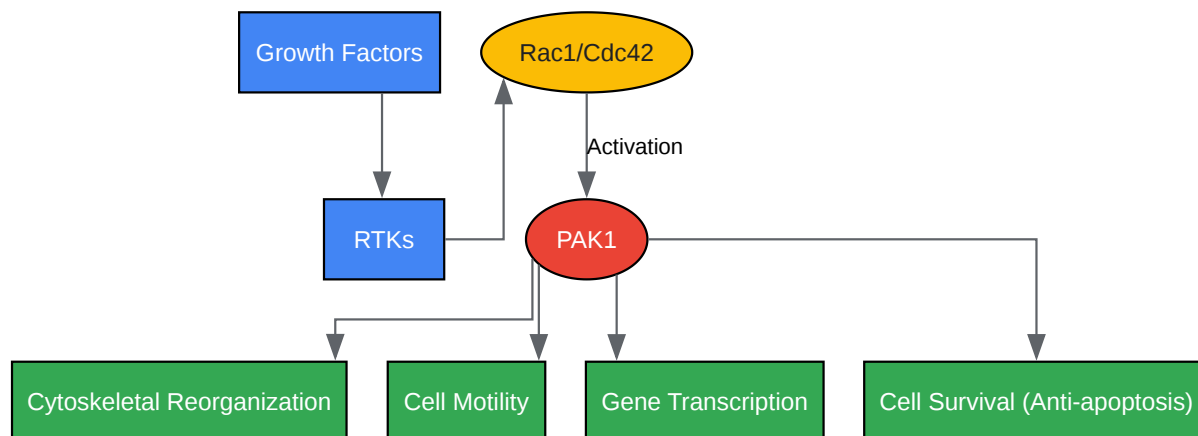 Growth Factors
Rac1/Cdc42
Activation
RTKs
PAK1
Cytoskeletal Reorganization
Cell Motility
Gene Transcription
Cell Survival (Anti-apoptosis)